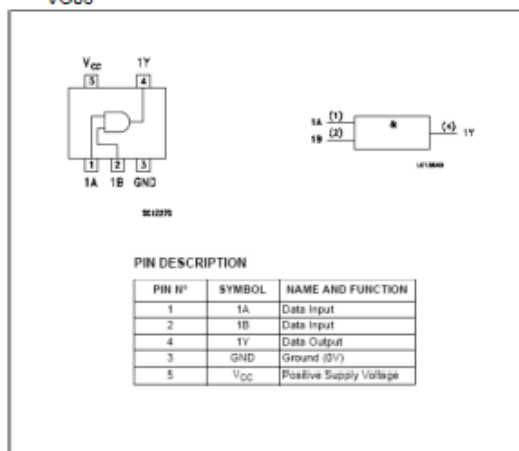 V_CC 1Y
5 4
1 2 3
1A 1B GND
1A (1)
1B (2)
&
(4) 1Y
PIN DESCRIPTION
PIN N° SYMBOL NAME AND FUNCTION
1 1A Data Input
2 1B Data Input
4 1Y Data Output
3 GND Ground (0V)
5 V_CC Positive Supply Voltage